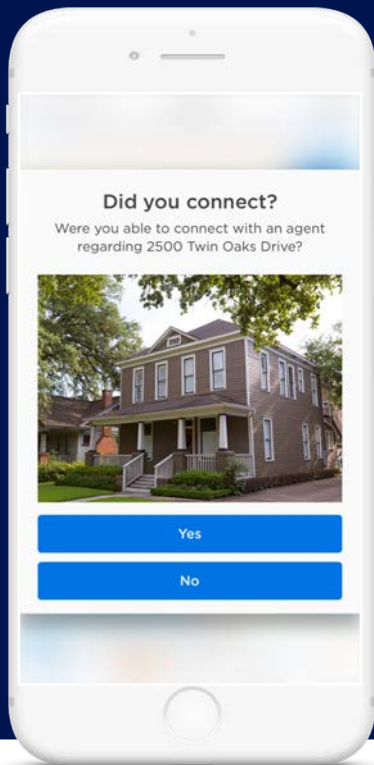 Did you connect?
Were you able to connect with an agent
regarding 2500 Twin Oaks Drive?
Yes
No